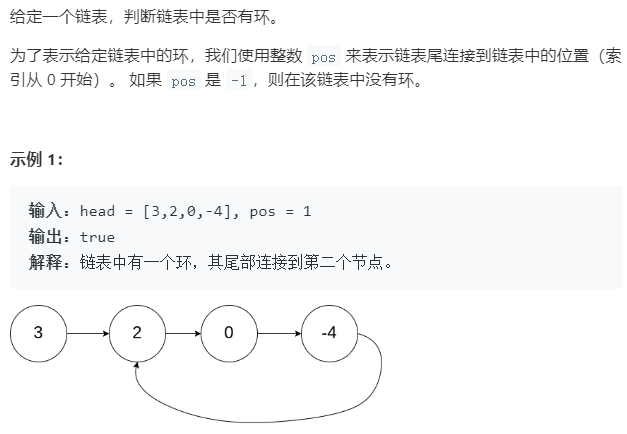 给定一个链表，判断链表中是否有环。
为了表示给定链表中的环，我们使用整数 pos 来表示链表尾连接到链表中的位置（索
引从 0 开始）。 如果 pos 是 -1，则在该链表中没有环。
示例 1：
输入：head = [3,2,0,-4], pos = 1
输出：true
解释：链表中有一个环，其尾部连接到第二个节点。
3 2 0 -4